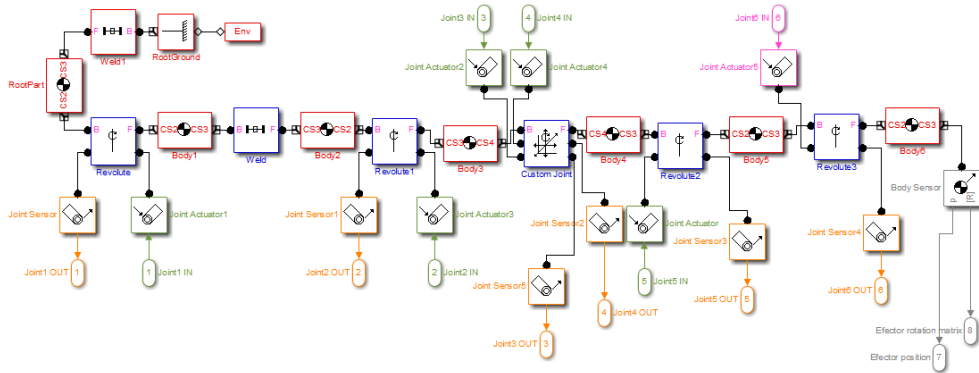 Joint3 IN
3
Joint4 IN
4
Joint6 IN
6
F
B
Weld1
RootGround
Env
Joint Actuator2
Joint Actuator4
Joint Actuator5
RootPart
CS2 CS3
B
F
Revolute
CS2 CS3
Body1
B
F
Weld
CS3 CS2
Body2
B
F
Revolute1
CS3 CS4
Body3
B
F
Custom Joint
CS4 CS3
Body4
B
F
Revolute2
CS2 CS3
Body5
B
F
Revolute3
CS2 CS3
Body6
Joint Sensor
Joint Actuator1
Joint Sensor1
Joint Actuator3
Joint Sensor2
Joint Actuator
Joint Sensor3
Joint Sensor4
Body Sensor
P
[R]
Joint1 OUT
1
1
Joint1 IN
Joint2 OUT
2
2
Joint2 IN
Joint Sensor5
5
Joint5 IN
Joint5 OUT
5
Joint6 OUT
6
4
Joint4 OUT
Joint3 OUT
3
Efector rotation matrix
8
Efector position
7